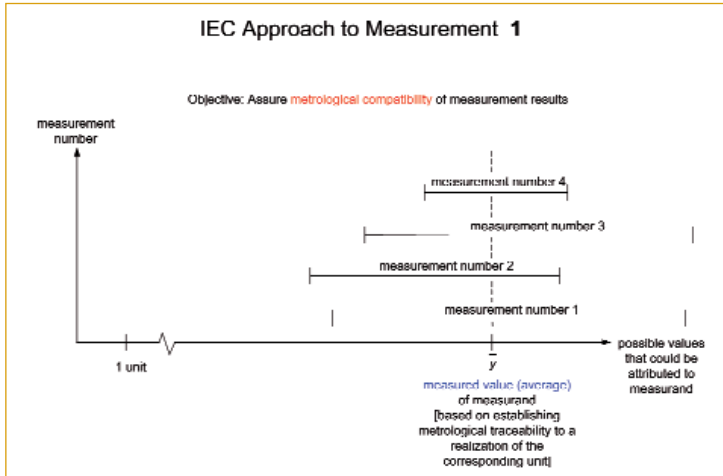 IEC Approach to Measurement 1
Objective: Assure metrological compatibility of measurement results
measurement
number
measurement number 4
measurement number 3
measurement number 2
measurement number 1
1 unit
y
possible values
that could be
attributed to
measurand
measured value (average)
of measurand
[based on establishing
metrological traceability to a
realization of the
corresponding unit]